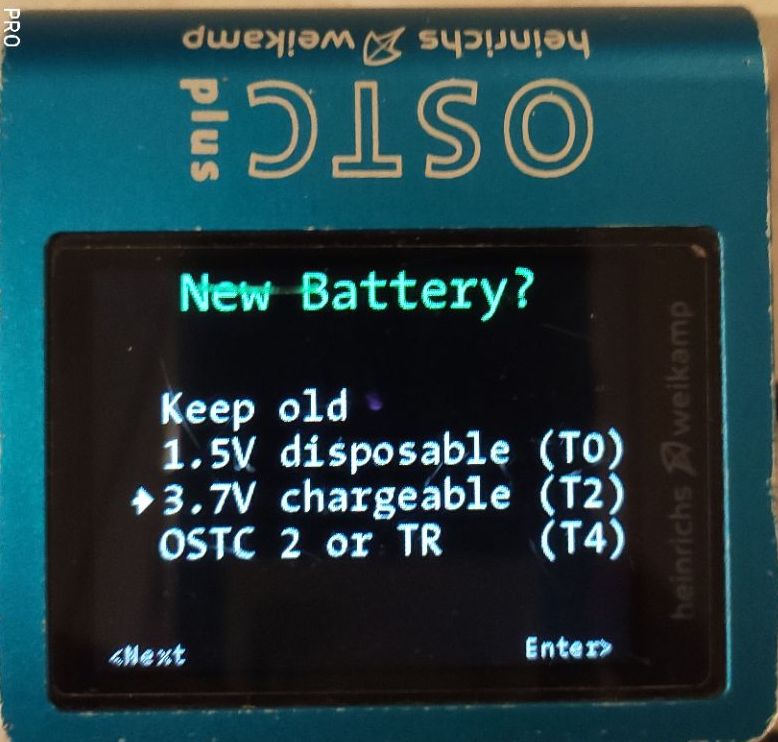 PRO
heinrichs weikamp
OSTC
plus
New Battery?
Keep old
1.5V disposable (T0)
3.7V chargeable (T2)
OSTC 2 or TR (T4)
<Next
Enter>
heinrichs weikamp